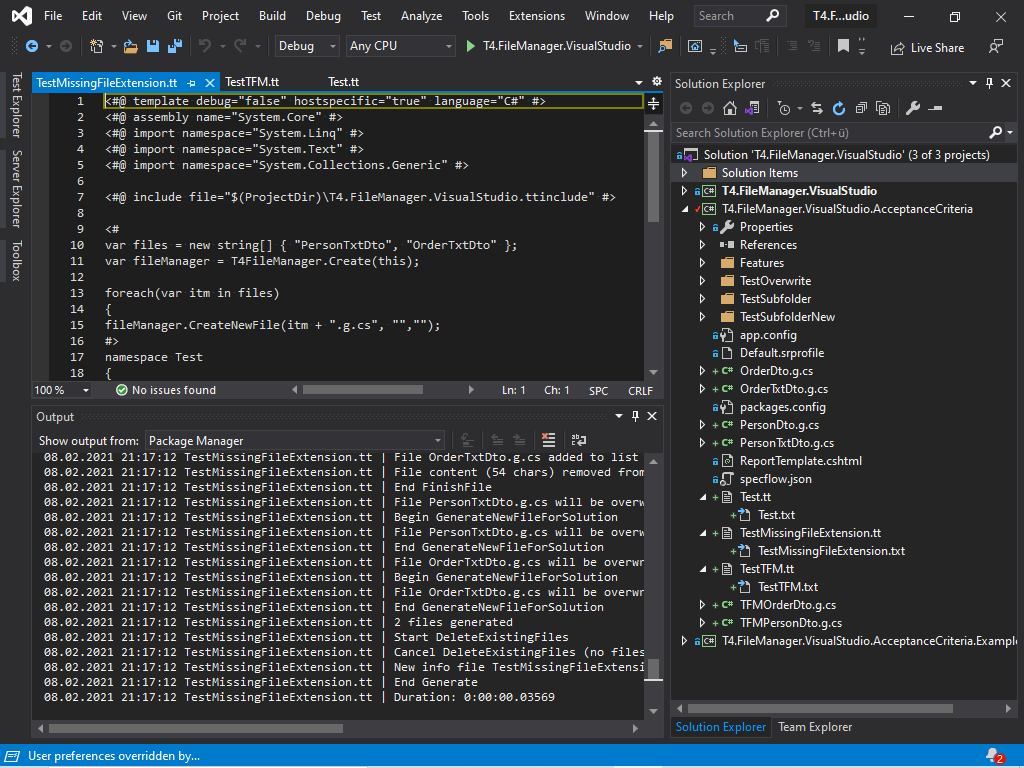 File Edit View Git Project Build Debug Test Analyze Tools Extensions Window Help Search T4.F...udio
Debug Any CPU T4.FileManager.VisualStudio Live Share
Test Explorer
Server Explorer
Toolbox
TestMissingFileExtension.tt TestTFM.tt Test.tt
1 <#@ template debug="false" hostspecific="true" language="C#" #>
2 <#@ assembly name="System.Core" #>
3 <#@ import namespace="System.Linq" #>
4 <#@ import namespace="System.Text" #>
5 <#@ import namespace="System.Collections.Generic" #>
6
7 <#@ include file="$(ProjectDir)\T4.FileManager.VisualStudio.ttinclude" #>
8
9 <#
10 var files = new string[] { "PersonTxtDto", "OrderTxtDto" };
11 var fileManager = T4FileManager.Create(this);
12
13 foreach(var itm in files)
14 {
15 fileManager.CreateNewFile(itm + ".g.cs", "","");
16 #>
17 namespace Test
18 {
100 % No issues found Ln: 1 Ch: 1 SPC CRLF
Output
Show output from: Package Manager
08.02.2021 21:17:12 TestMissingFileExtension.tt | File OrderTxtDto.g.cs added to list
08.02.2021 21:17:12 TestMissingFileExtension.tt | File content (54 chars) removed from
08.02.2021 21:17:12 TestMissingFileExtension.tt | End FinishFile
08.02.2021 21:17:12 TestMissingFileExtension.tt | File PersonTxtDto.g.cs will be overw
08.02.2021 21:17:12 TestMissingFileExtension.tt | Begin GenerateNewFileForSolution
08.02.2021 21:17:12 TestMissingFileExtension.tt | File PersonTxtDto.g.cs will be overw
08.02.2021 21:17:12 TestMissingFileExtension.tt | End GenerateNewFileForSolution
08.02.2021 21:17:12 TestMissingFileExtension.tt | File OrderTxtDto.g.cs will be overwr
08.02.2021 21:17:12 TestMissingFileExtension.tt | Begin GenerateNewFileForSolution
08.02.2021 21:17:12 TestMissingFileExtension.tt | File OrderTxtDto.g.cs will be overwr
08.02.2021 21:17:12 TestMissingFileExtension.tt | End GenerateNewFileForSolution
08.02.2021 21:17:12 TestMissingFileExtension.tt | 2 files generated
08.02.2021 21:17:12 TestMissingFileExtension.tt | Start DeleteExistingFiles
08.02.2021 21:17:12 TestMissingFileExtension.tt | Cancel DeleteExistingFiles (no files
08.02.2021 21:17:12 TestMissingFileExtension.tt | New info file TestMissingFileExtensi
08.02.2021 21:17:12 TestMissingFileExtension.tt | End Generate
08.02.2021 21:17:12 TestMissingFileExtension.tt | Duration: 0:00:00.03569
Solution Explorer
Search Solution Explorer (Ctrl+ü)
Solution 'T4.FileManager.VisualStudio' (3 of 3 projects)
Solution Items
T4.FileManager.VisualStudio
T4.FileManager.VisualStudio.AcceptanceCriteria
Properties
References
Features
TestOverwrite
TestSubfolder
TestSubfolderNew
app.config
Default.srprofile
OrderDto.g.cs
OrderTxtDto.g.cs
packages.config
PersonDto.g.cs
PersonTxtDto.g.cs
ReportTemplate.cshtml
specflow.json
Test.tt
Test.txt
TestMissingFileExtension.tt
TestMissingFileExtension.txt
TestTFM.tt
TestTFM.txt
TFMOrderDto.g.cs
TFMPersonDto.g.cs
T4.FileManager.VisualStudio.AcceptanceCriteria.Example
Solution Explorer Team Explorer
User preferences overridden by... 2